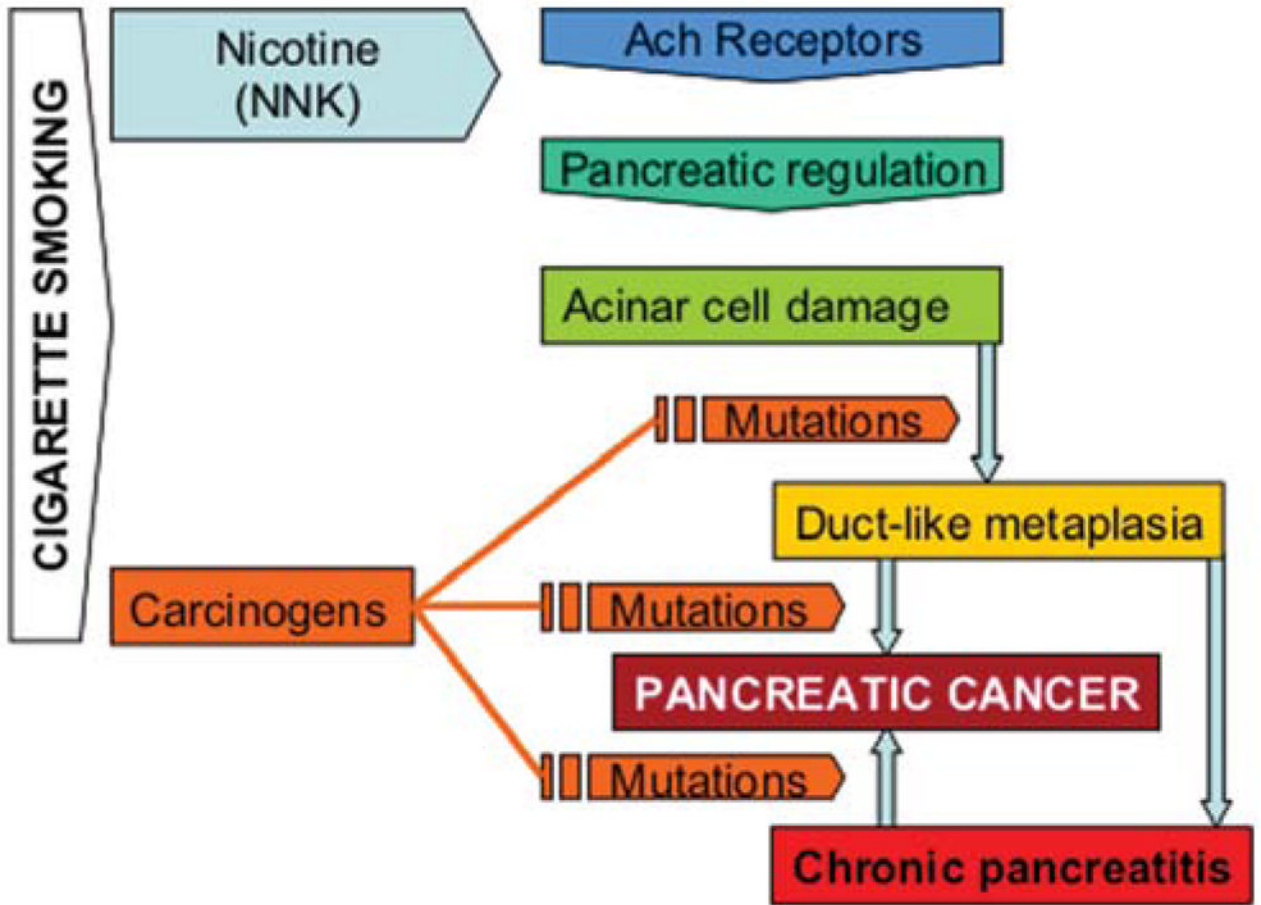 CIGARETTE SMOKING
Nicotine
(NNK)
Ach Receptors
Pancreatic regulation
Acinar cell damage
Mutations
Duct-like metaplasia
Carcinogens
Mutations
PANCREATIC CANCER
Mutations
Chronic pancreatitis